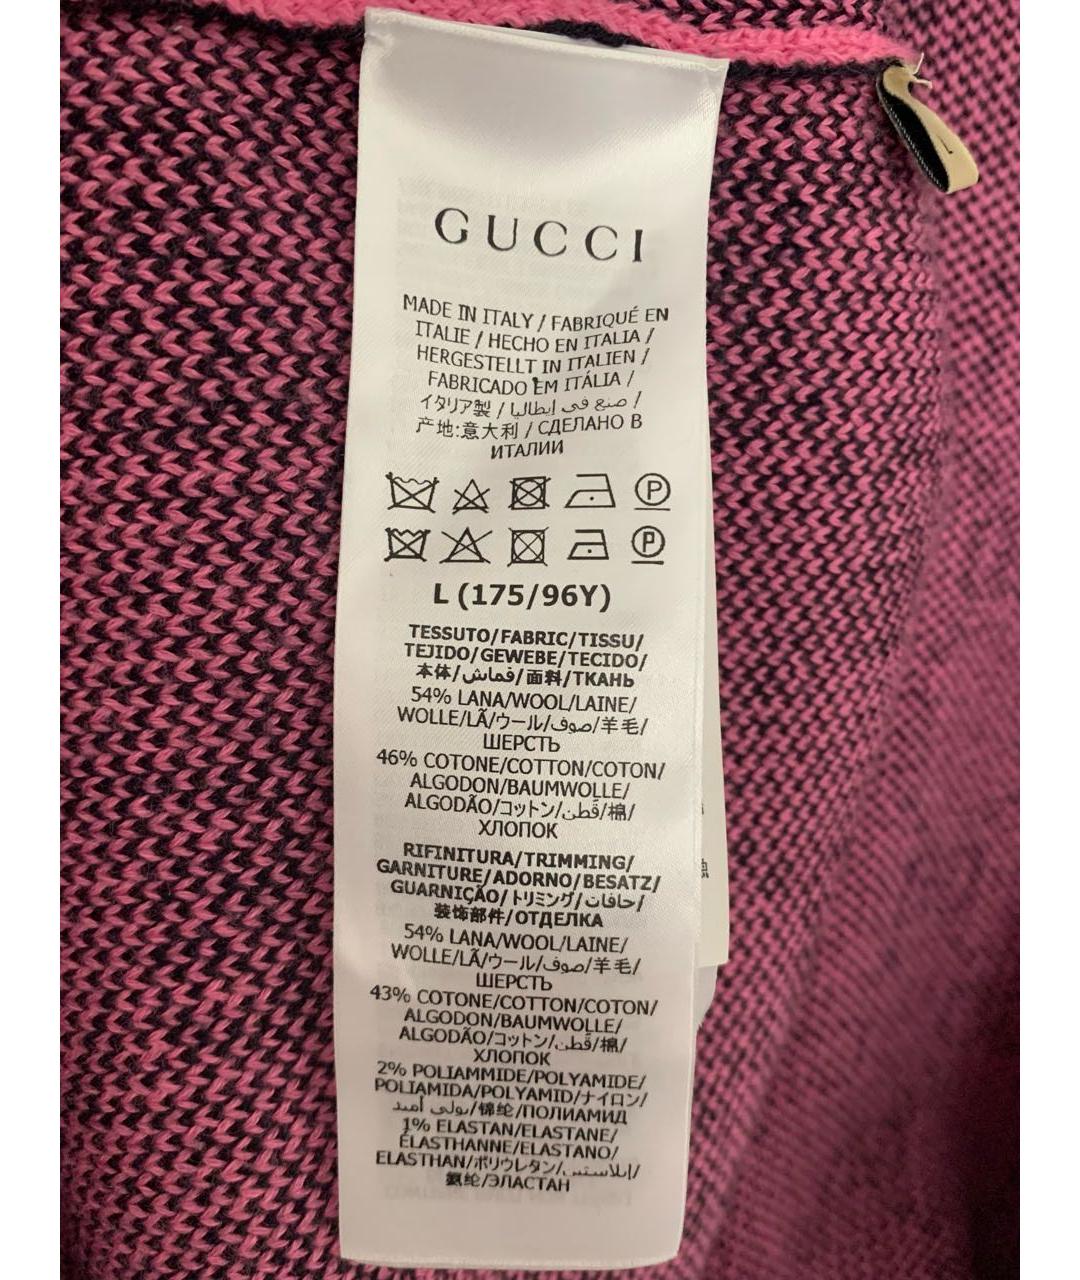 GUCCI
MADE IN ITALY / FABRIQUÉ EN
ITALIE / HECHO EN ITALIA /
HERGESTELLT IN ITALIEN /
FABRICADO EM ITÁLIA /
イタリア製 / صنع في إيطاليا /
产地:意大利 / СДЕЛАНО В
ИТАЛИИ
P
P
L (175/96Y)
TESSUTO/FABRIC/TISSU/
TEJIDO/GEWEBE/TECIDO/
本体/قماش/面料/ТКАНЬ
54% LANA/WOOL/LAINE/
WOLLE/LÃ/ウール/صوف/羊毛/
ШЕРСТЬ
46% COTONE/COTTON/COTON/
ALGODON/BAUMWOLLE/
ALGODÃO/コットン/قطن/棉/
ХЛОПОК
RIFINITURA/TRIMMING/
GARNITURE/ADORNO/BESATZ/
GUARNIÇÃO/トリミング/حافات/
装饰部件/ОТДЕЛКА
54% LANA/WOOL/LAINE/
WOLLE/LÃ/ウール/صوف/羊毛/
ШЕРСТЬ
43% COTONE/COTTON/COTON/
ALGODON/BAUMWOLLE/
ALGODÃO/コットン/قطن/棉/
ХЛОПОК
2% POLIAMMIDE/POLYAMIDE/
POLIAMIDA/POLYAMID/ナイロン/
بولي أميد/锦纶/ПОЛИАМИД
1% ELASTAN/ELASTANE/
ÉLASTHANNE/ELASTANO/
ELASTHAN/ポリウレタン/إيلاستين/
氨纶/ЭЛАСТАН